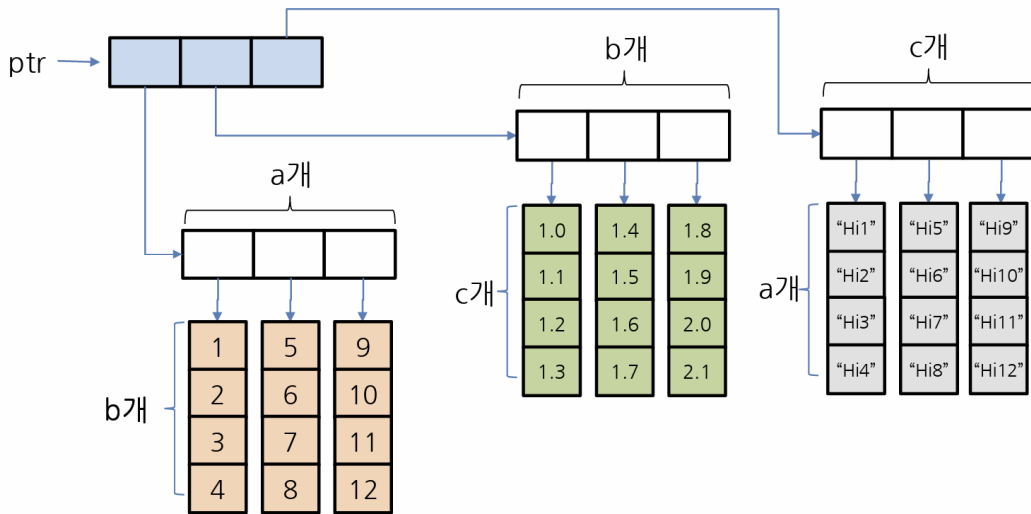 ptr
b개
c개
a개
c개
1.0 1.4 1.8
1.1 1.5 1.9
1.2 1.6 2.0
1.3 1.7 2.1
a개
“Hi1” “Hi5” “Hi9”
“Hi2” “Hi6” “Hi10”
“Hi3” “Hi7” “Hi11”
“Hi4” “Hi8” “Hi12”
b개
1 5 9
2 6 10
3 7 11
4 8 12